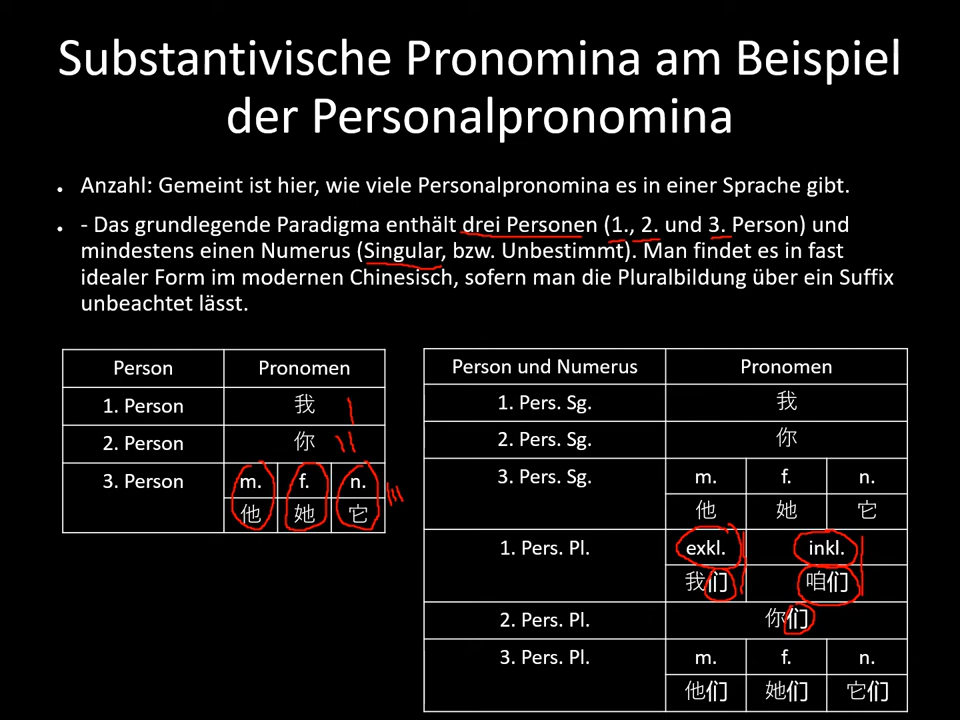 Substantivische Pronomina am Beispiel
der Personalpronomina
• Anzahl: Gemeint ist hier, wie viele Personalpronomina es in einer Sprache gibt.
• - Das grundlegende Paradigma enthält drei Personen (1., 2. und 3. Person) und
mindestens einen Numerus (Singular, bzw. Unbestimmt). Man findet es in fast
idealer Form im modernen Chinesisch, sofern man die Pluralbildung über ein Suffix
unbeachtet lässt.
Person Pronomen
1. Person 我
2. Person 你
3. Person m. f. n.
他 她 它
Person und Numerus Pronomen
1. Pers. Sg. 我
2. Pers. Sg. 你
3. Pers. Sg. m. f. n.
他 她 它
1. Pers. Pl. exkl. inkl.
我们 咱们
2. Pers. Pl. 你们
3. Pers. Pl. m. f. n.
他们 她们 它们